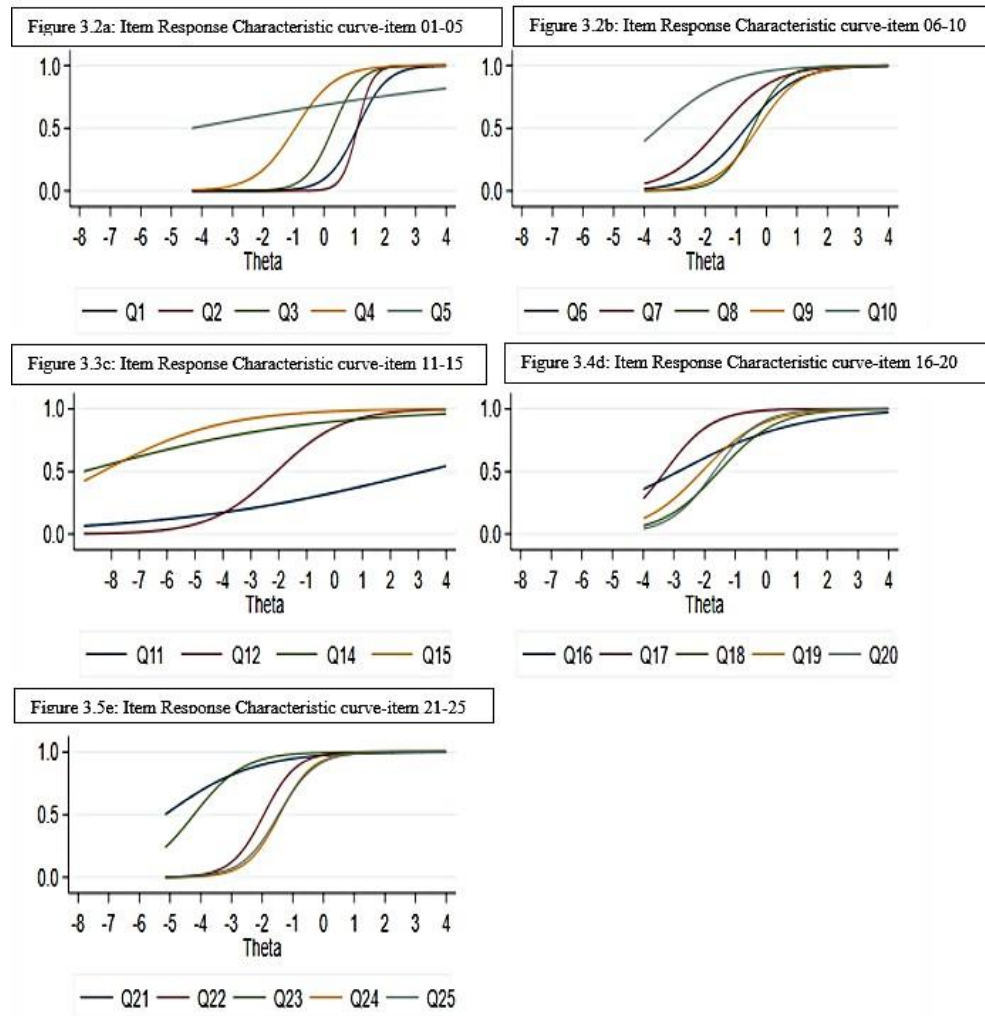 Figure 3.2a: Item Response Characteristic curve-item 01-05
1.0
0.5
0.0
-8 -7 -6 -5 -4 -3 -2 -1 0 1 2 3 4
Theta
Q1 Q2 Q3 Q4 Q5
Figure 3.2b: Item Response Characteristic curve-item 06-10
1.0
0.5
0.0
-8 -7 -6 -5 -4 -3 -2 -1 0 1 2 3 4
Theta
Q6 Q7 Q8 Q9 Q10
Figure 3.3c: Item Response Characteristic curve-item 11-15
1.0
0.5
0.0
-8 -7 -6 -5 -4 -3 -2 -1 0 1 2 3 4
Theta
Q11 Q12 Q14 Q15
Figure 3.4d: Item Response Characteristic curve-item 16-20
1.0
0.5
0.0
-8 -7 -6 -5 -4 -3 -2 -1 0 1 2 3 4
Theta
Q16 Q17 Q18 Q19 Q20
Figure 3.5e: Item Response Characteristic curve-item 21-25
1.0
0.5
0.0
-8 -7 -6 -5 -4 -3 -2 -1 0 1 2 3 4
Theta
Q21 Q22 Q23 Q24 Q25